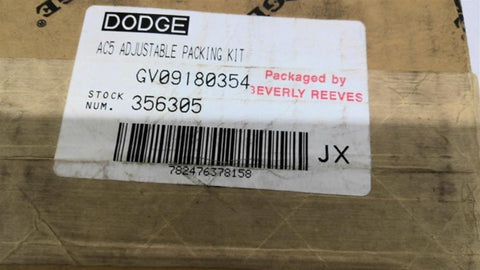 DODGE
AC5 ADJUSTABLE PACKING KIT
GV09180354
Packaged by
BEVERLY REEVES
STOCK
NUM. 356305
JX
782476378158